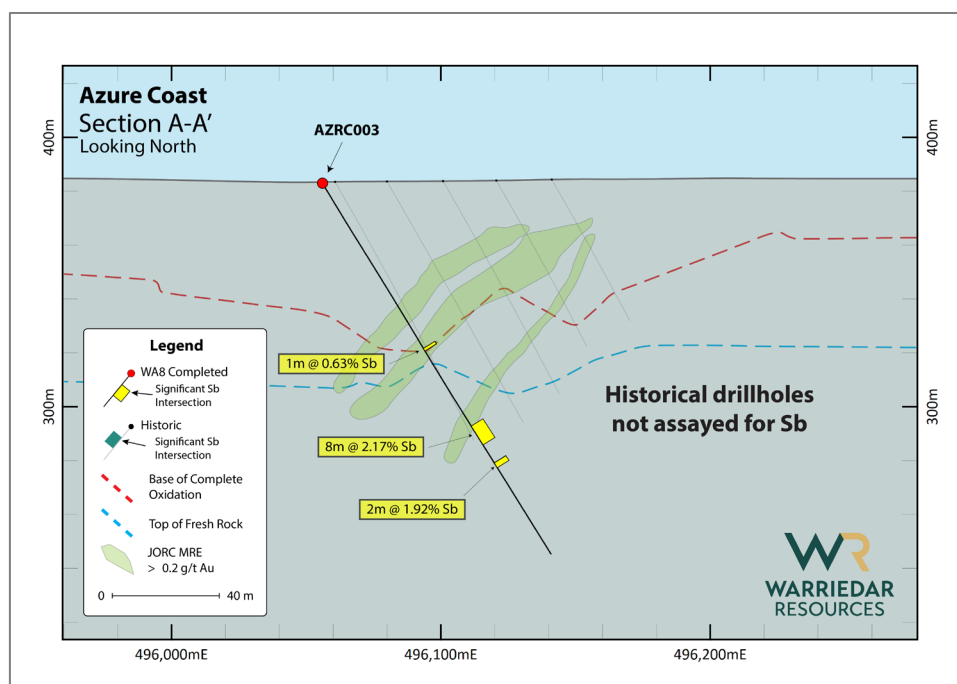 Azure Coast
Section A-A'
Looking North
AZRC003
400m
400m
300m
300m
1m @ 0.63% Sb
8m @ 2.17% Sb
2m @ 1.92% Sb
Historical drillholes
not assayed for Sb
Legend
WA8 Completed
Significant Sb
Intersection
Historic
Significant Sb
Intersection
Base of Complete
Oxidation
Top of Fresh Rock
JORC MRE
> 0.2 g/t Au
0 40 m
WR
WARRIEDAR
RESOURCES
496,000mE
496,100mE
496,200mE